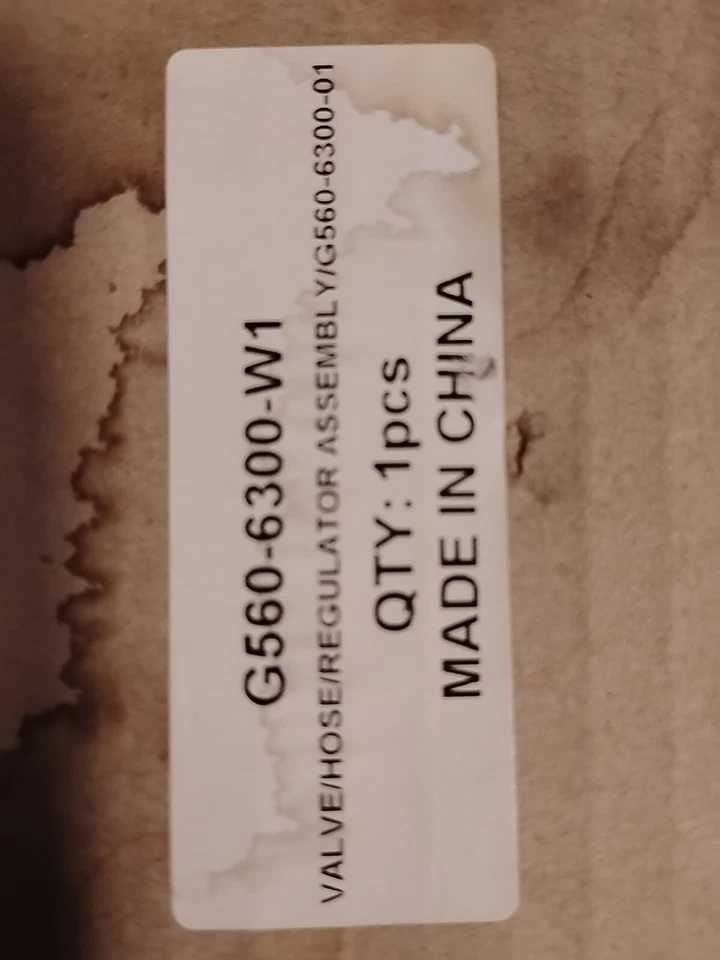 G560-6300-W1
VALVE/HOSE/REGULATOR ASSEMBLY/G560-6300-01
QTY: 1pcs
MADE IN CHINA